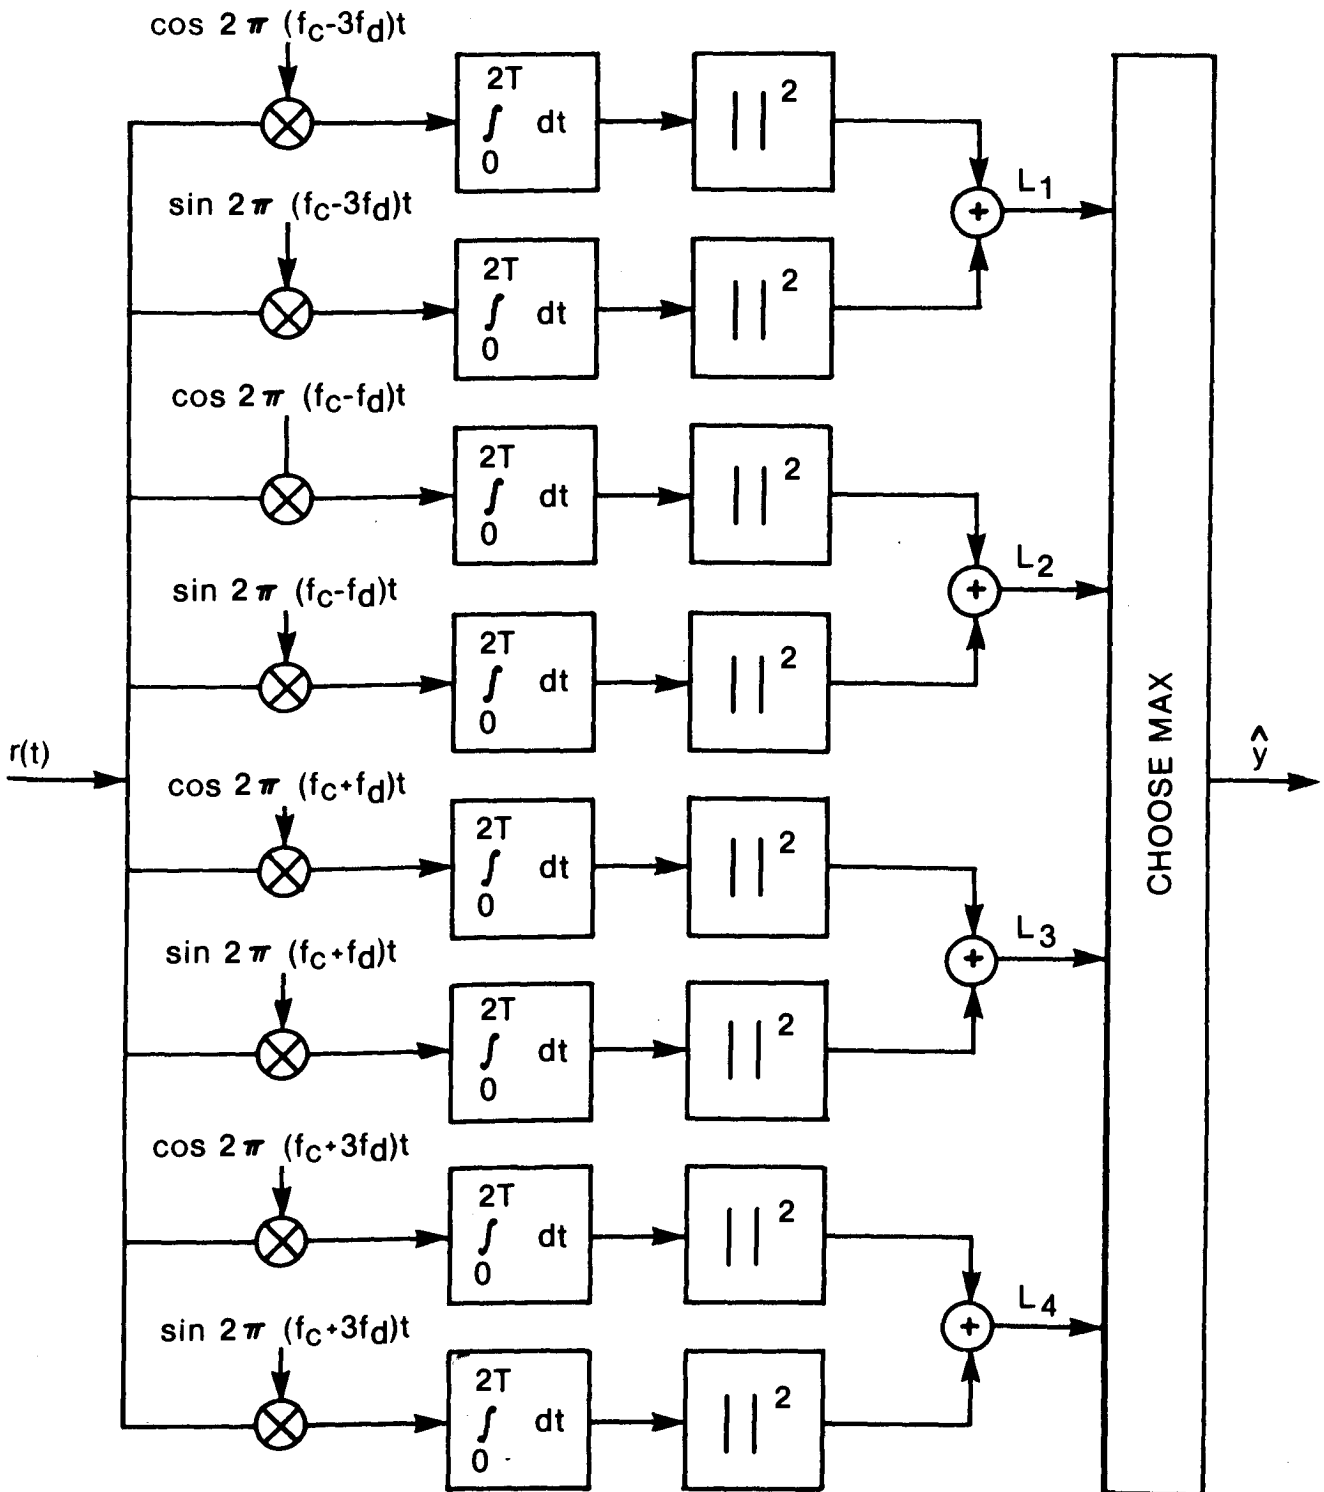 cos 2π (fc-3fd)t
2T
∫ dt
0
| |²
sin 2π (fc-3fd)t
2T
∫ dt
0
| |²
+
L1
cos 2π (fc-fd)t
2T
∫ dt
0
| |²
sin 2π (fc-fd)t
2T
∫ dt
0
| |²
+
L2
r(t)
cos 2π (fc+fd)t
2T
∫ dt
0
| |²
sin 2π (fc+fd)t
2T
∫ dt
0
| |²
+
L3
cos 2π (fc+3fd)t
2T
∫ dt
0
| |²
sin 2π (fc+3fd)t
2T
∫ dt
0
| |²
+
L4
CHOOSE MAX
ŷ